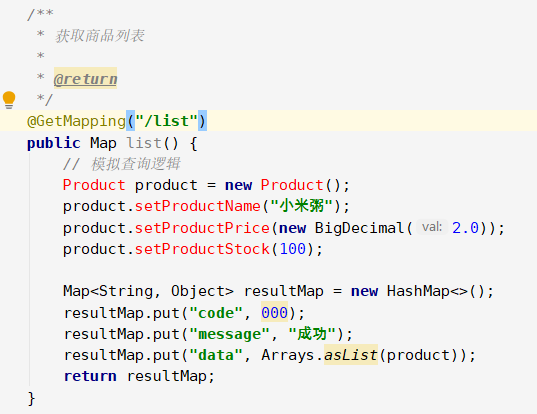 /**
 * 获取商品列表
 *
 * @return
 */
@GetMapping("/list")
public Map list() {
    // 模拟查询逻辑
    Product product = new Product();
    product.setProductName("小米粥");
    product.setProductPrice(new BigDecimal( val: 2.0));
    product.setProductStock(100);

    Map<String, Object> resultMap = new HashMap<>();
    resultMap.put("code", 000);
    resultMap.put("message", "成功");
    resultMap.put("data", Arrays.asList(product));
    return resultMap;
}